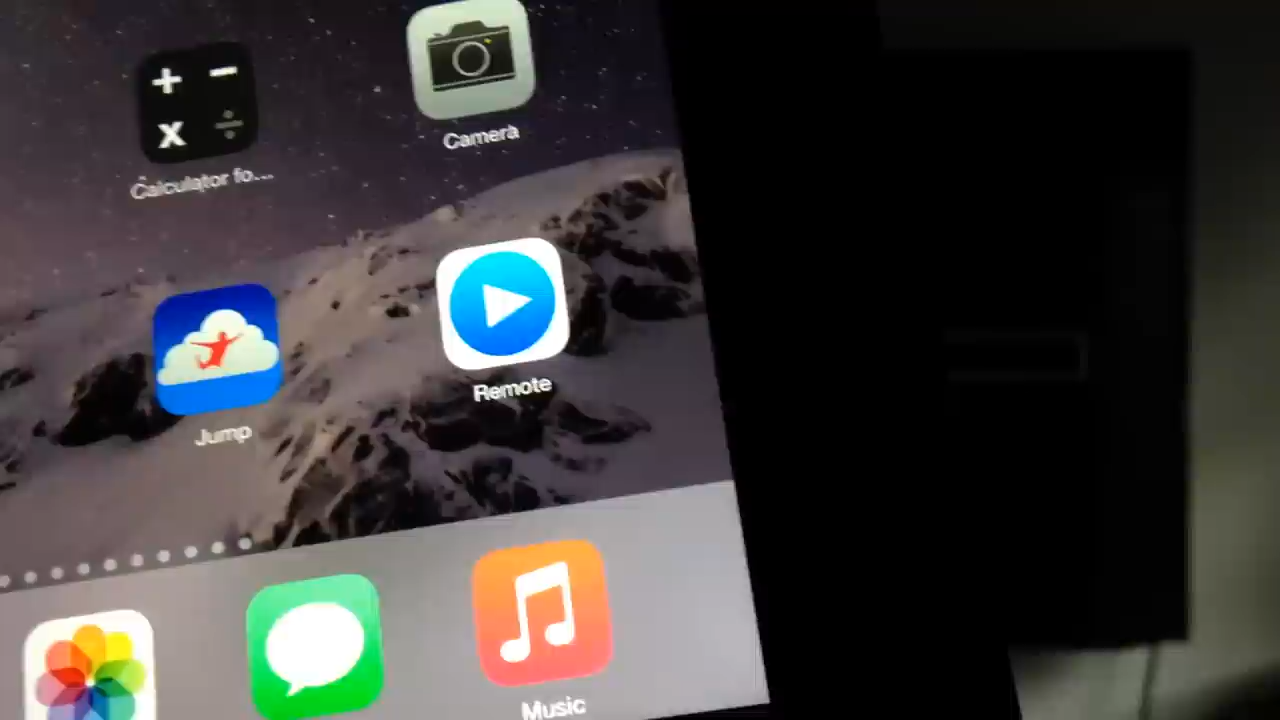 + −
x ÷
Camera
Calculator fo...
Remote
Jump
Music